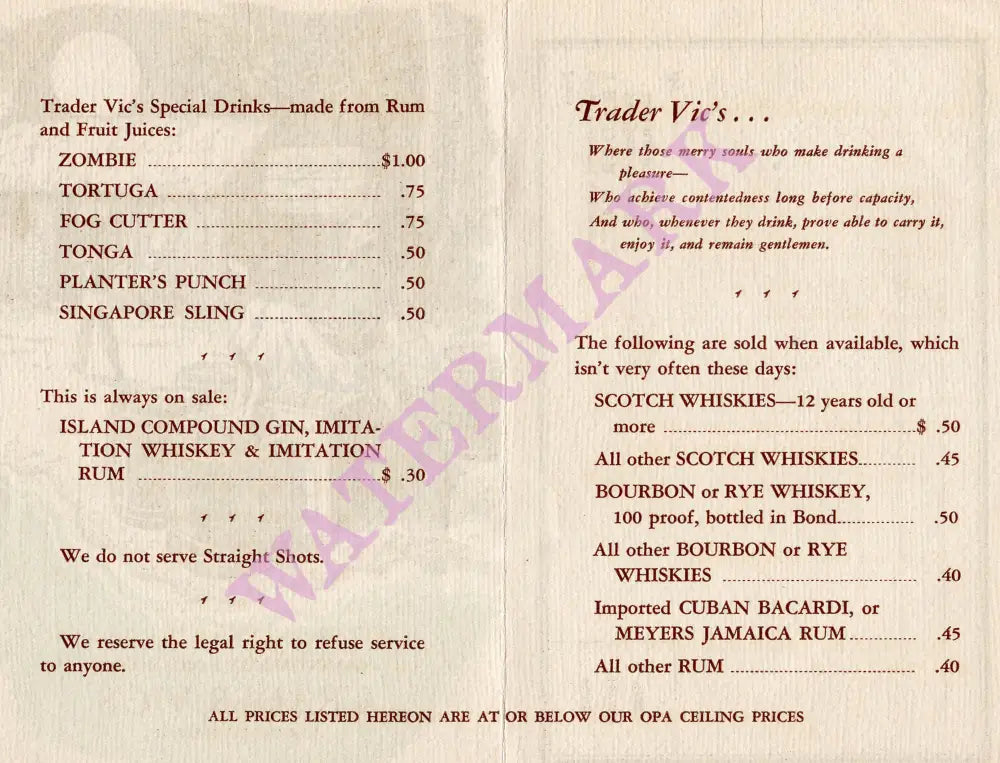 Trader Vic's Special Drinks—made from Rum
and Fruit Juices:
ZOMBIE $1.00
TORTUGA .75
FOG CUTTER .75
TONGA .50
PLANTER'S PUNCH .50
SINGAPORE SLING .50
This is always on sale:
ISLAND COMPOUND GIN, IMITA-
TION WHISKEY & IMITATION
RUM $ .30
We do not serve Straight Shots.
We reserve the legal right to refuse service
to anyone.
Trader Vic's...
Where those merry souls who make drinking a
pleasure—
Who achieve contentedness long before capacity,
And who, whenever they drink, prove able to carry it,
enjoy it, and remain gentlemen.
The following are sold when available, which
isn't very often these days:
SCOTCH WHISKIES—12 years old or
more $ .50
All other SCOTCH WHISKIES .45
BOURBON or RYE WHISKEY,
100 proof, bottled in Bond .50
All other BOURBON or RYE
WHISKIES .40
Imported CUBAN BACARDI, or
MEYERS JAMAICA RUM .45
All other RUM .40
ALL PRICES LISTED HEREON ARE AT OR BELOW OUR OPA CEILING PRICES
WATERMARK